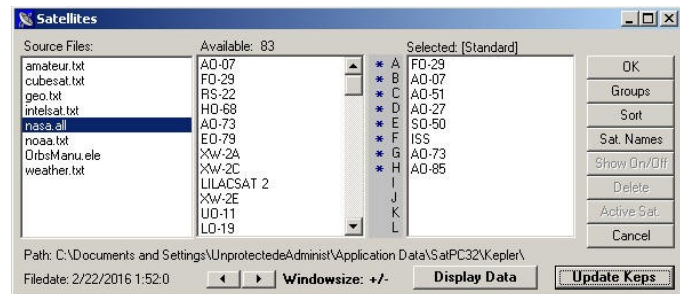 Satellites
Source Files:
amateur.txt
cubesat.txt
geo.txt
intelsat.txt
nasa.all
noaa.txt
OrbsManu.ele
weather.txt
Available: 83
AO-07
FO-29
RS-22
HO-68
AO-73
EO-79
XW-2A
XW-2C
LILACSAT 2
XW-2E
UO-11
LO-19
Selected: [Standard]
* A FO-29
* B AO-07
* C AO-51
* D AO-27
* E SO-50
* F ISS
* G AO-73
* H AO-85
I
J
K
L
OK
Groups
Sort
Sat. Names
Show On/Off
Delete
Active Sat.
Cancel
Path: C:\Documents and Settings\UnprotectedeAdminist\Application Data\SatPC32\Kepler\
Filedate: 2/22/2016 1:52:0
Windowsize: +/-
Display Data
Update Keps